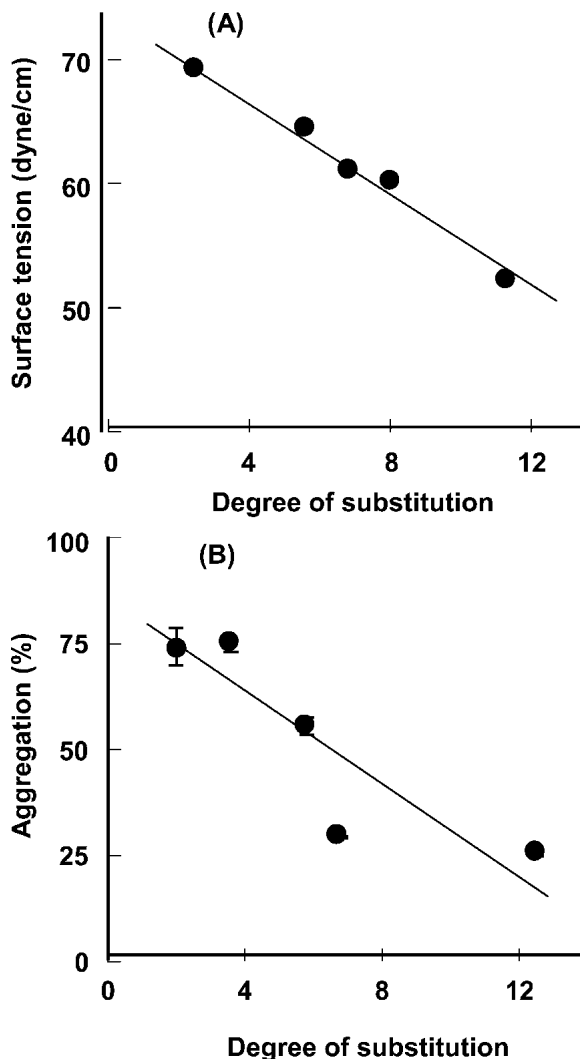 (A)
70
60
50
40
0 4 8 12
Surface tension (dyne/cm)
Degree of substitution
100
(B)
75
50
25
0
0 4 8 12
Aggregation (%)
Degree of substitution